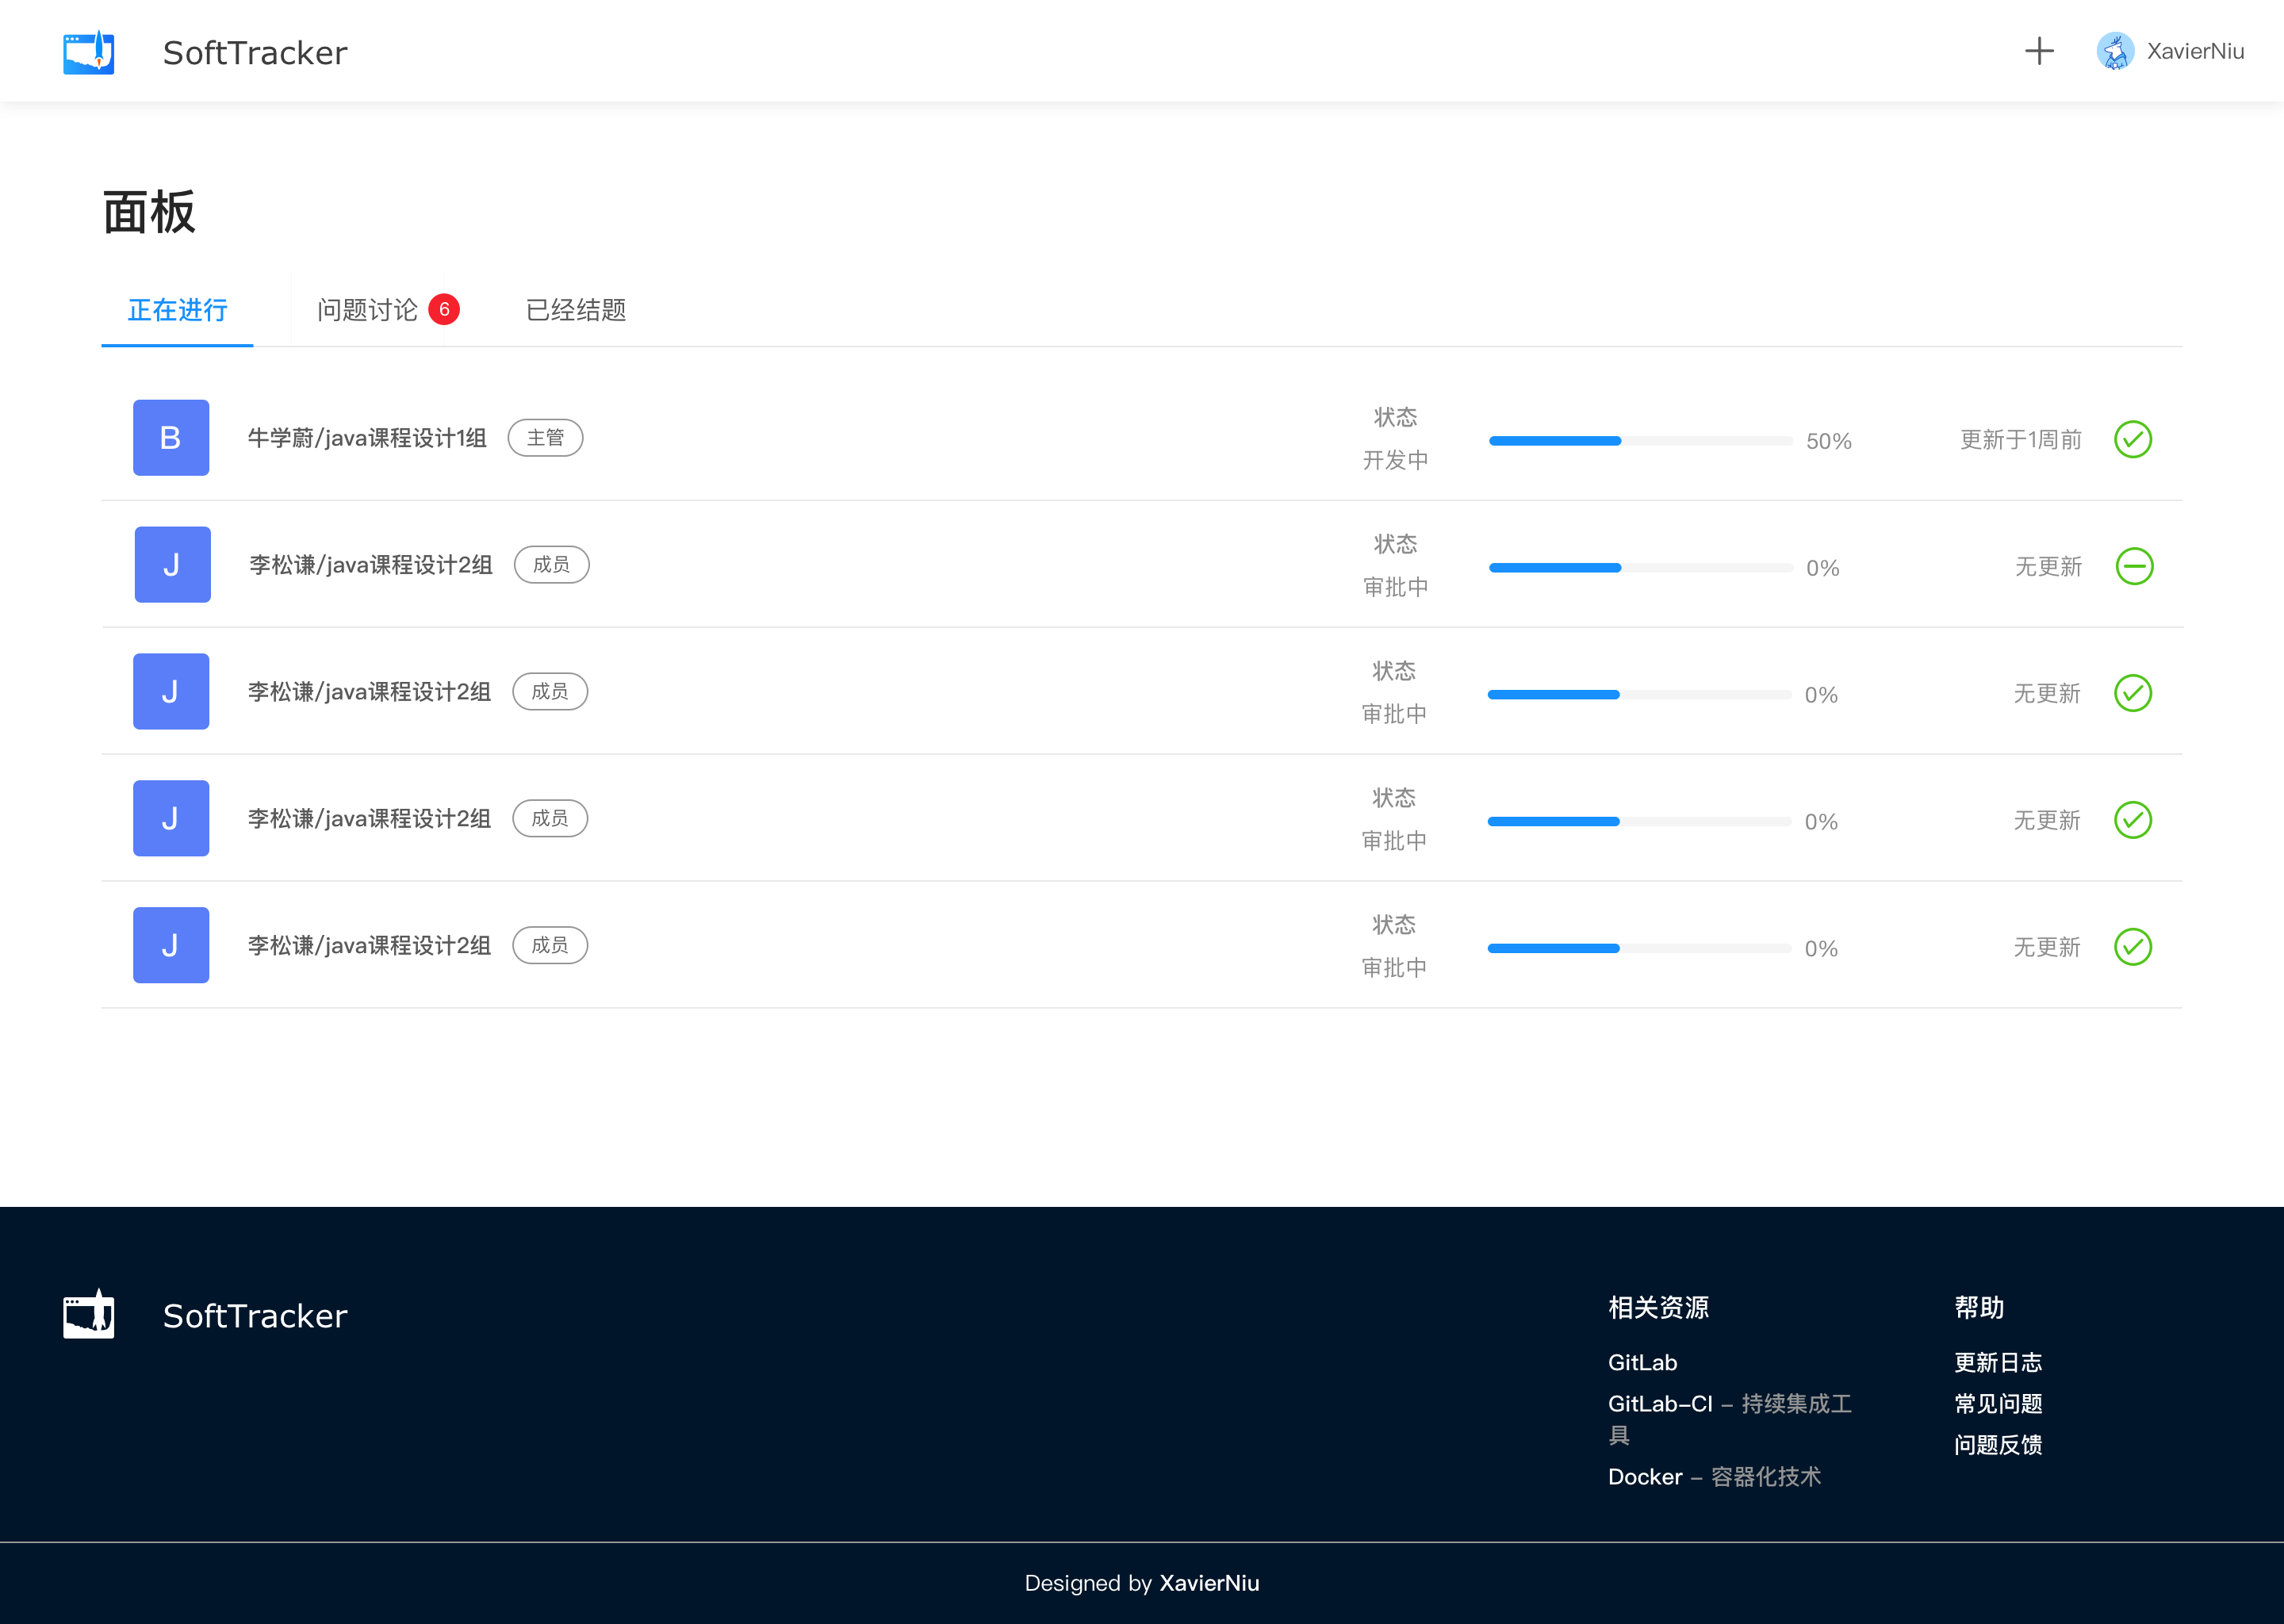 SoftTracker
XavierNiu
面板
正在进行
问题讨论 6
已经结题
B
牛学蔚/java课程设计1组
主管
状态
开发中
50%
更新于1周前
J
李松谦/java课程设计2组
成员
状态
审批中
0%
无更新
J
李松谦/java课程设计2组
成员
状态
审批中
0%
无更新
J
李松谦/java课程设计2组
成员
状态
审批中
0%
无更新
J
李松谦/java课程设计2组
成员
状态
审批中
0%
无更新
SoftTracker
相关资源
GitLab
GitLab-CI - 持续集成工
具
Docker - 容器化技术
帮助
更新日志
常见问题
问题反馈
Designed by XavierNiu